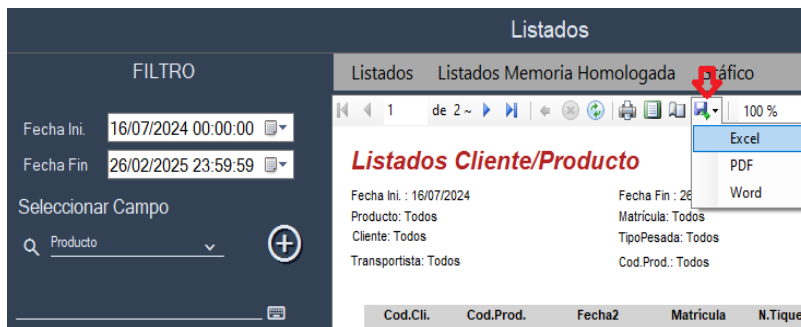 Listados
FILTRO
Fecha Ini. 16/07/2024 00:00:00
Fecha Fin 26/02/2025 23:59:59
Seleccionar Campo
Producto
Listados Listados Memoria Homologada Gráfico
1 de 2 ~ 100 %
Excel
PDF
Word
Listados Cliente/Producto
Fecha Ini. : 16/07/2024 Fecha Fin : 26
Producto: Todos Matrícula: Todos
Cliente: Todos TipoPesada: Todos
Transportista: Todos Cod.Prod.: Todos
Cod.Cli. Cod.Prod. Fecha2 Matrícula N.Tique